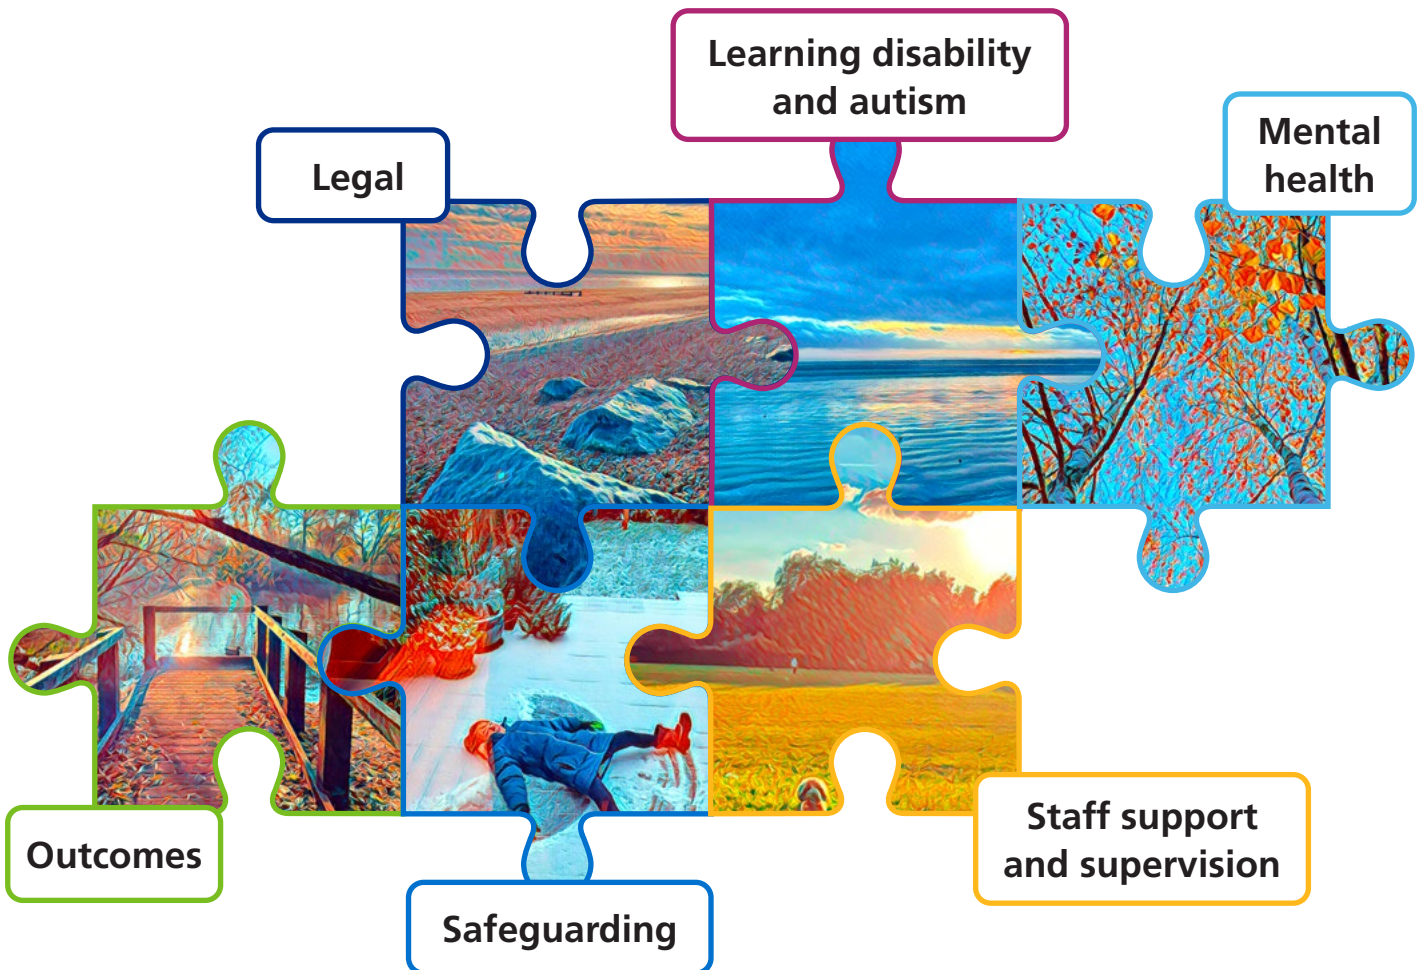 Learning disability
and autism
Mental
health
Legal
Outcomes
Safeguarding
Staff support
and supervision